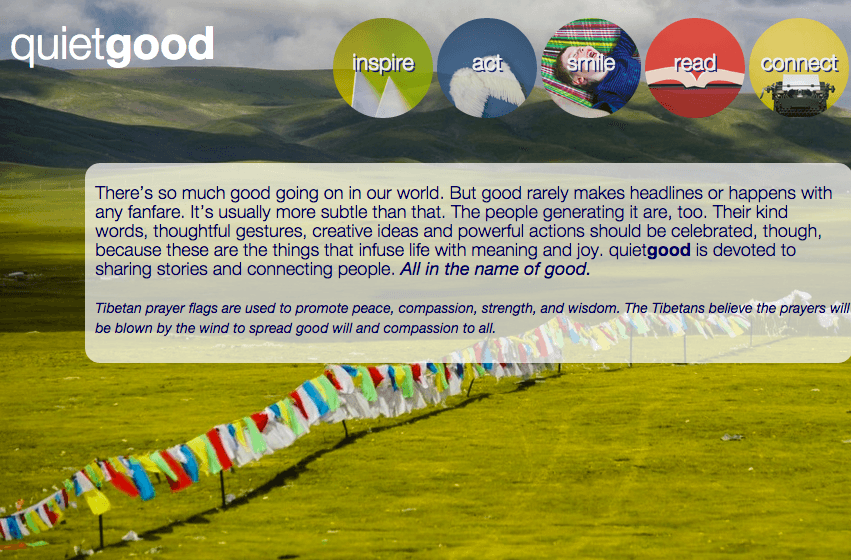 quietgood
inspire act smile read connect
There’s so much good going on in our world. But good rarely makes headlines or happens with
any fanfare. It’s usually more subtle than that. The people generating it are, too. Their kind
words, thoughtful gestures, creative ideas and powerful actions should be celebrated, though,
because these are the things that infuse life with meaning and joy. quietgood is devoted to
sharing stories and connecting people. All in the name of good.
Tibetan prayer flags are used to promote peace, compassion, strength, and wisdom. The Tibetans believe the prayers will
be blown by the wind to spread good will and compassion to all.